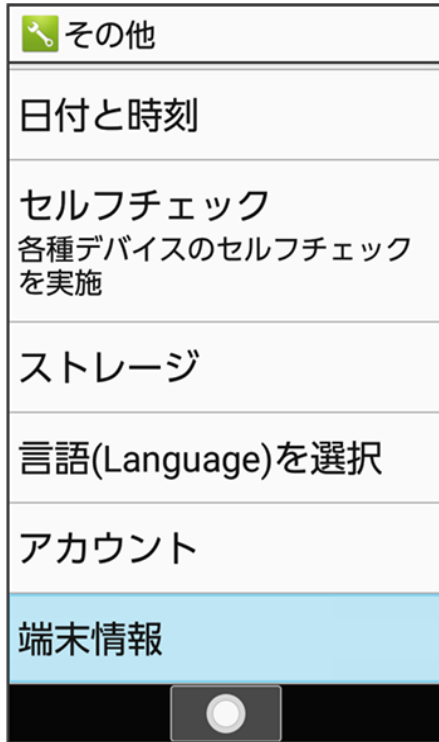 その他
日付と時刻
セルフチェック
各種デバイスのセルフチェック
を実施
ストレージ
言語(Language)を選択
アカウント
端末情報